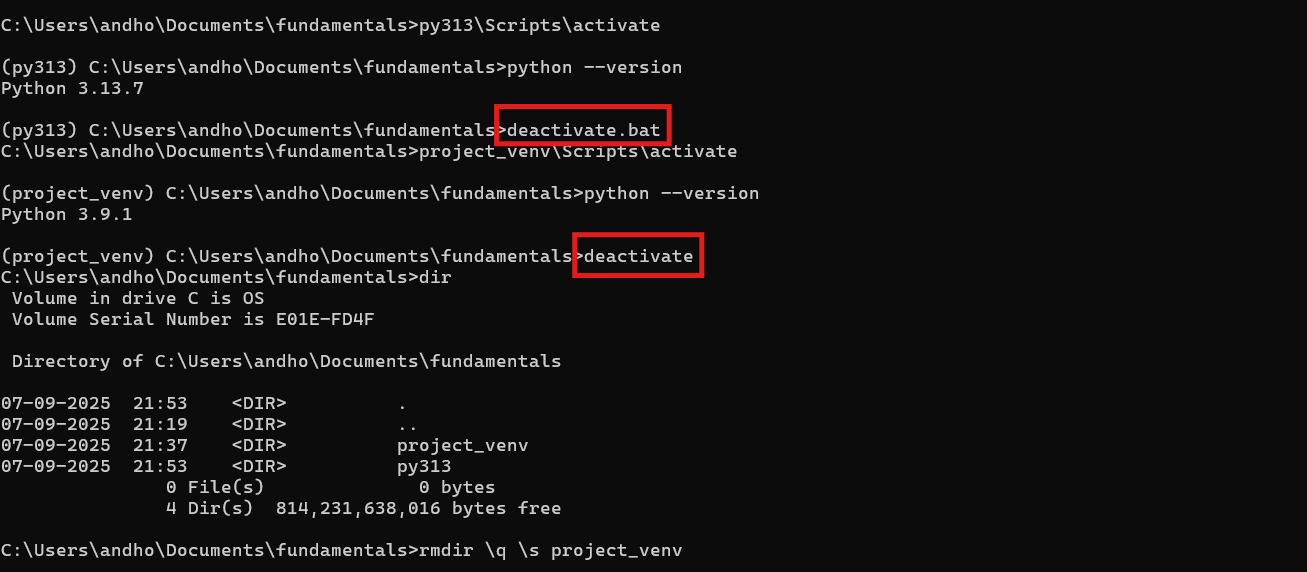 C:\Users\andho\Documents\fundamentals>py313\Scripts\activate
(py313) C:\Users\andho\Documents\fundamentals>python --version
Python 3.13.7
(py313) C:\Users\andho\Documents\fundamentals>deactivate.bat
C:\Users\andho\Documents\fundamentals>project_venv\Scripts\activate
(project_venv) C:\Users\andho\Documents\fundamentals>python --version
Python 3.9.1
(project_venv) C:\Users\andho\Documents\fundamentals>deactivate
C:\Users\andho\Documents\fundamentals>dir
 Volume in drive C is OS
 Volume Serial Number is E01E-FD4F
 Directory of C:\Users\andho\Documents\fundamentals
07-09-2025  21:53    <DIR>          .
07-09-2025  21:19    <DIR>          ..
07-09-2025  21:37    <DIR>          project_venv
07-09-2025  21:53    <DIR>          py313
               0 File(s)              0 bytes
               4 Dir(s)  814,231,638,016 bytes free
C:\Users\andho\Documents\fundamentals>rmdir \q \s project_venv